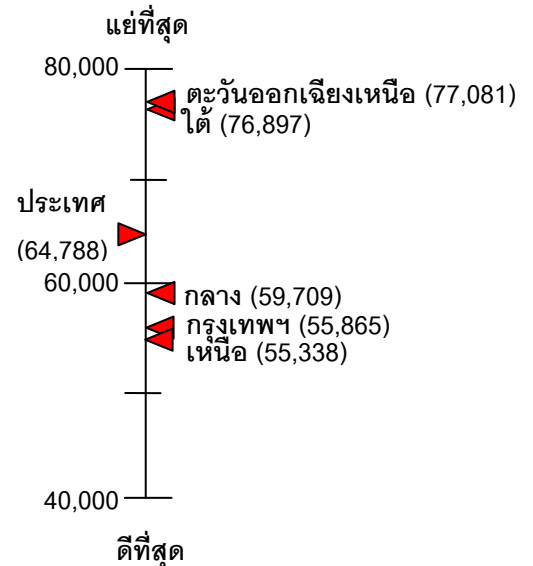 แย่ที่สุด
80,000
ตะวันออกเฉียงเหนือ (77,081)
ใต้ (76,897)
ประเทศ
(64,788)
60,000
กลาง (59,709)
กรุงเทพฯ (55,865)
เหนือ (55,338)
40,000
ดีที่สุด